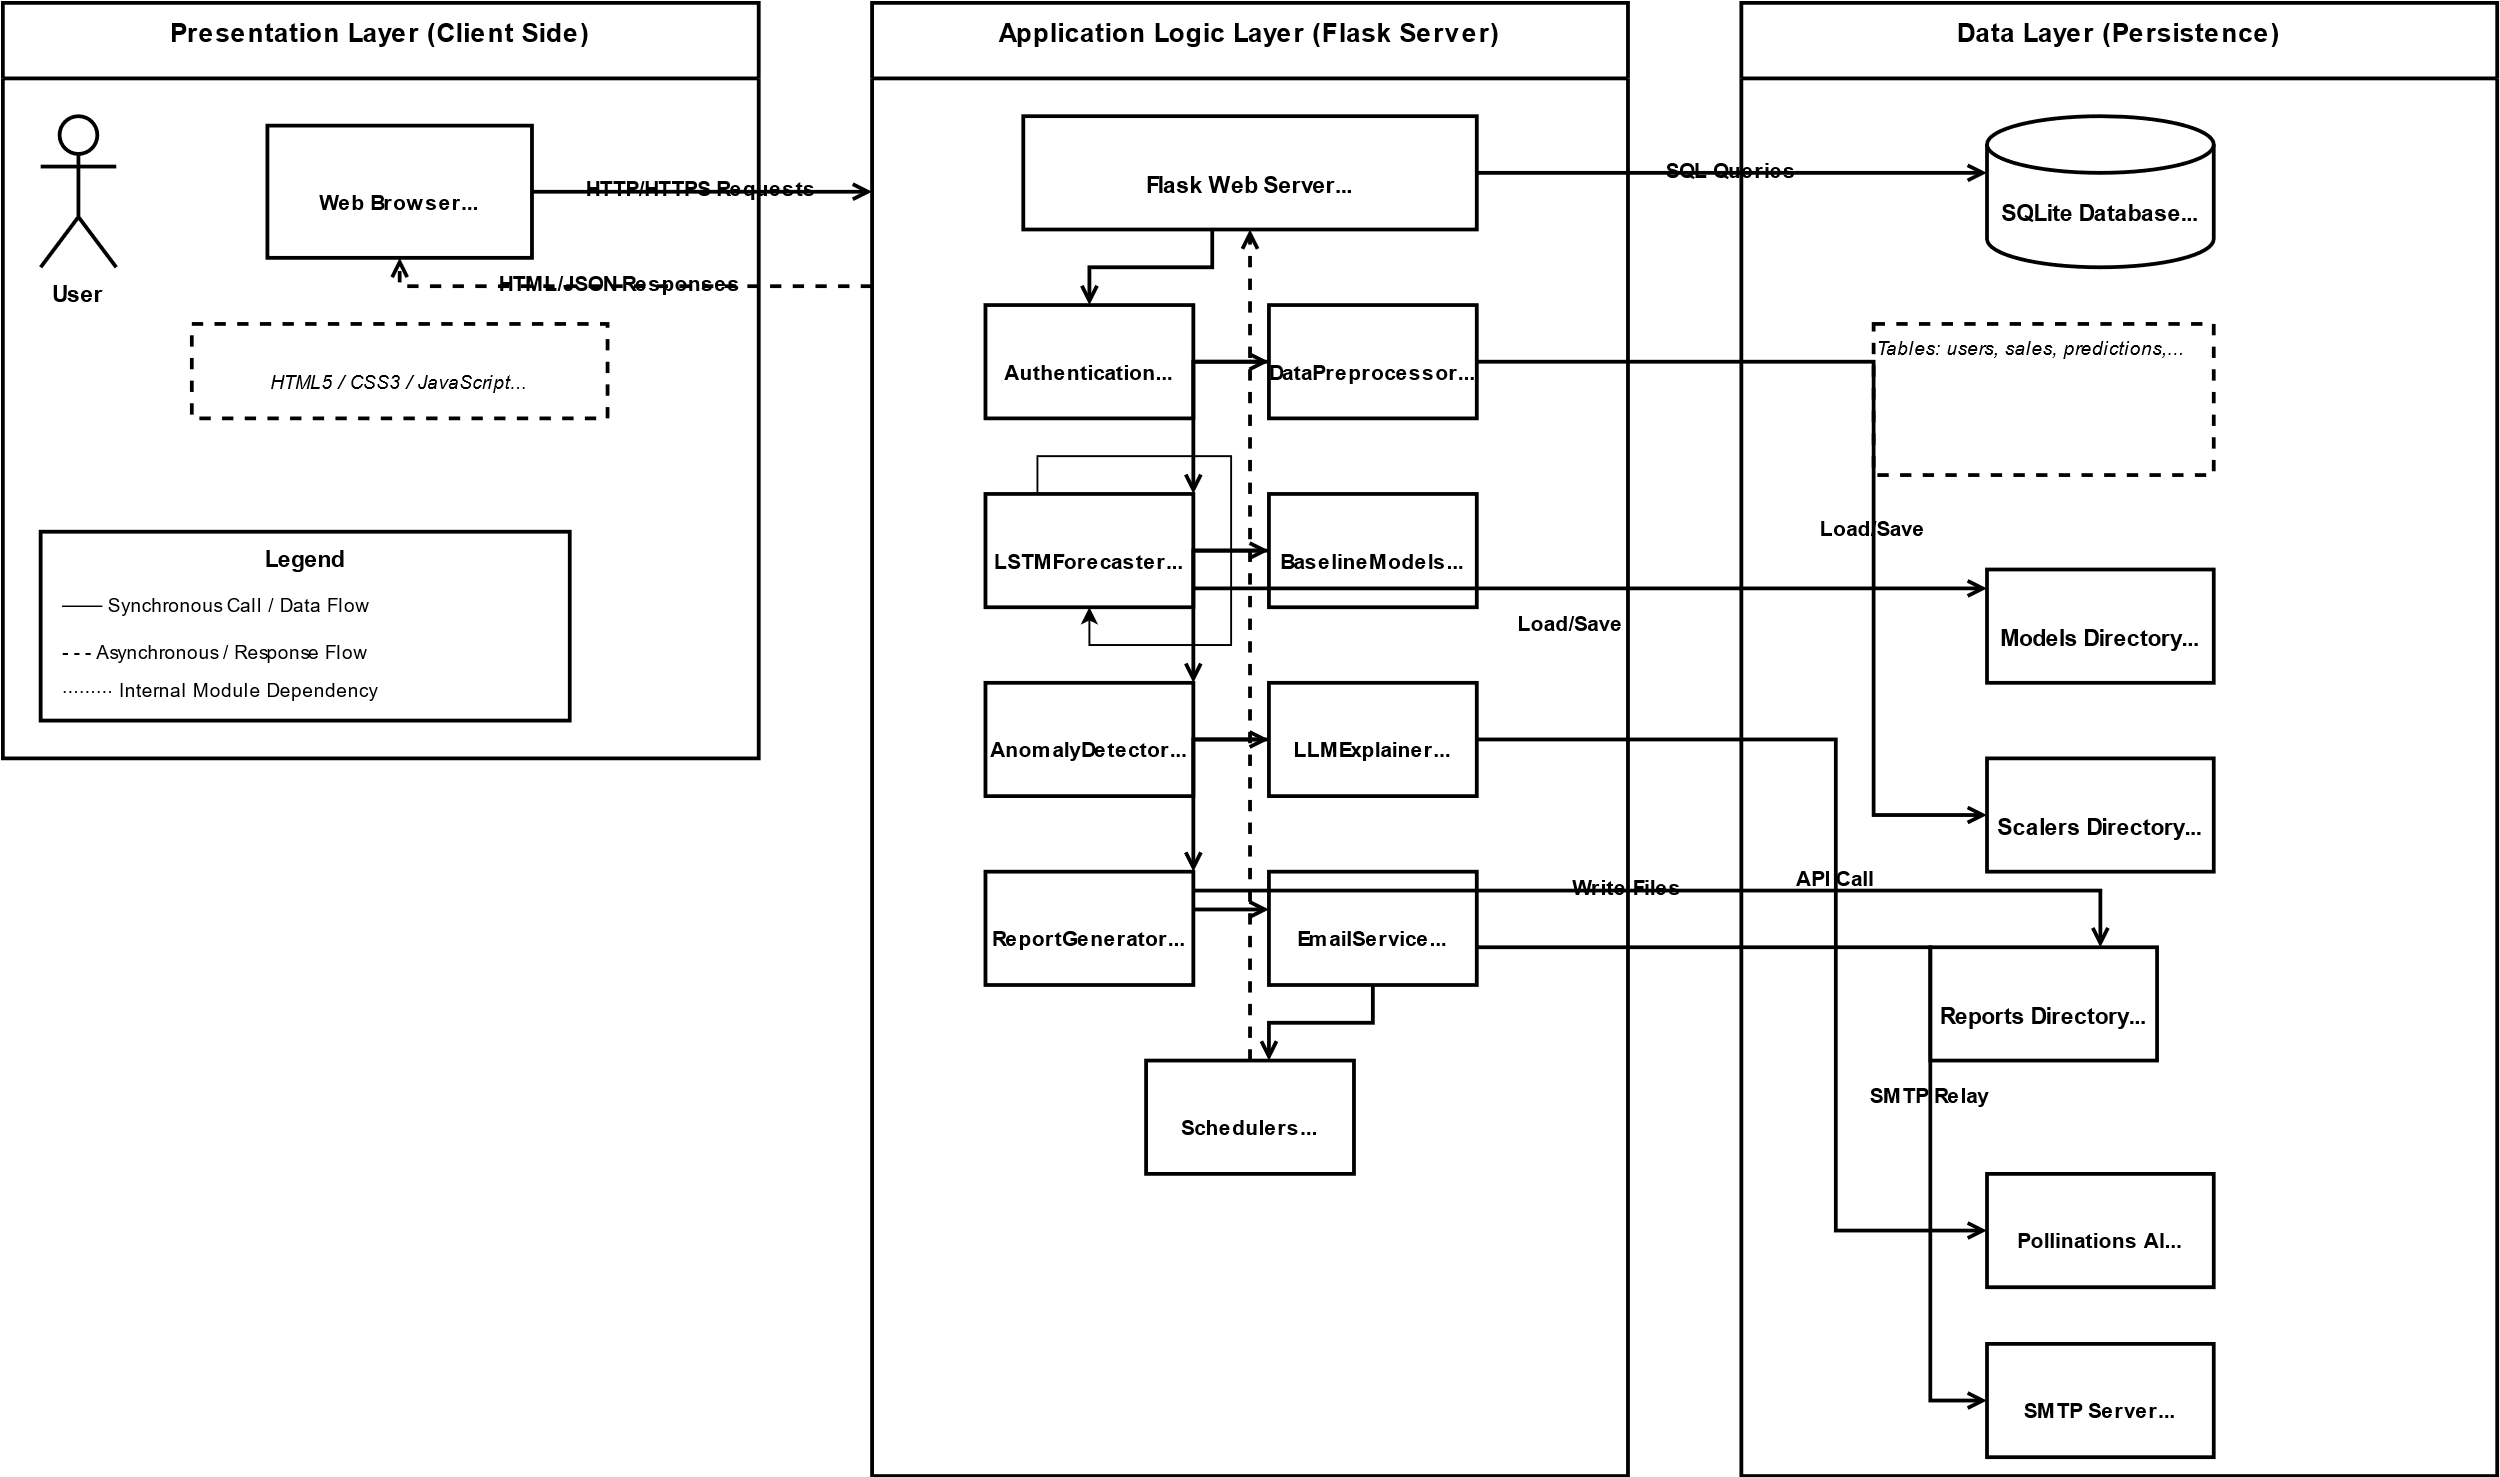 Presentation Layer (Client Side)
User
Web Browser...
HTTP/HTTPS Requests
HTML/JSON Responses
HTML5 / CSS3 / JavaScript...
Legend
—— Synchronous Call / Data Flow
- - - Asynchronous / Response Flow
········· Internal Module Dependency
Application Logic Layer (Flask Server)
Flask Web Server...
Authentication...
DataPreprocessor...
LSTMForecaster...
BaselineModels...
AnomalyDetector...
LLMExplainer...
ReportGenerator...
EmailService...
Schedulers...
SQL Queries
Load/Save
Load/Save
Write Files
API Call
SMTP Relay
Data Layer (Persistence)
SQLite Database...
Tables: users, sales, predictions,...
Models Directory...
Scalers Directory...
Reports Directory...
Pollinations AI...
SMTP Server...